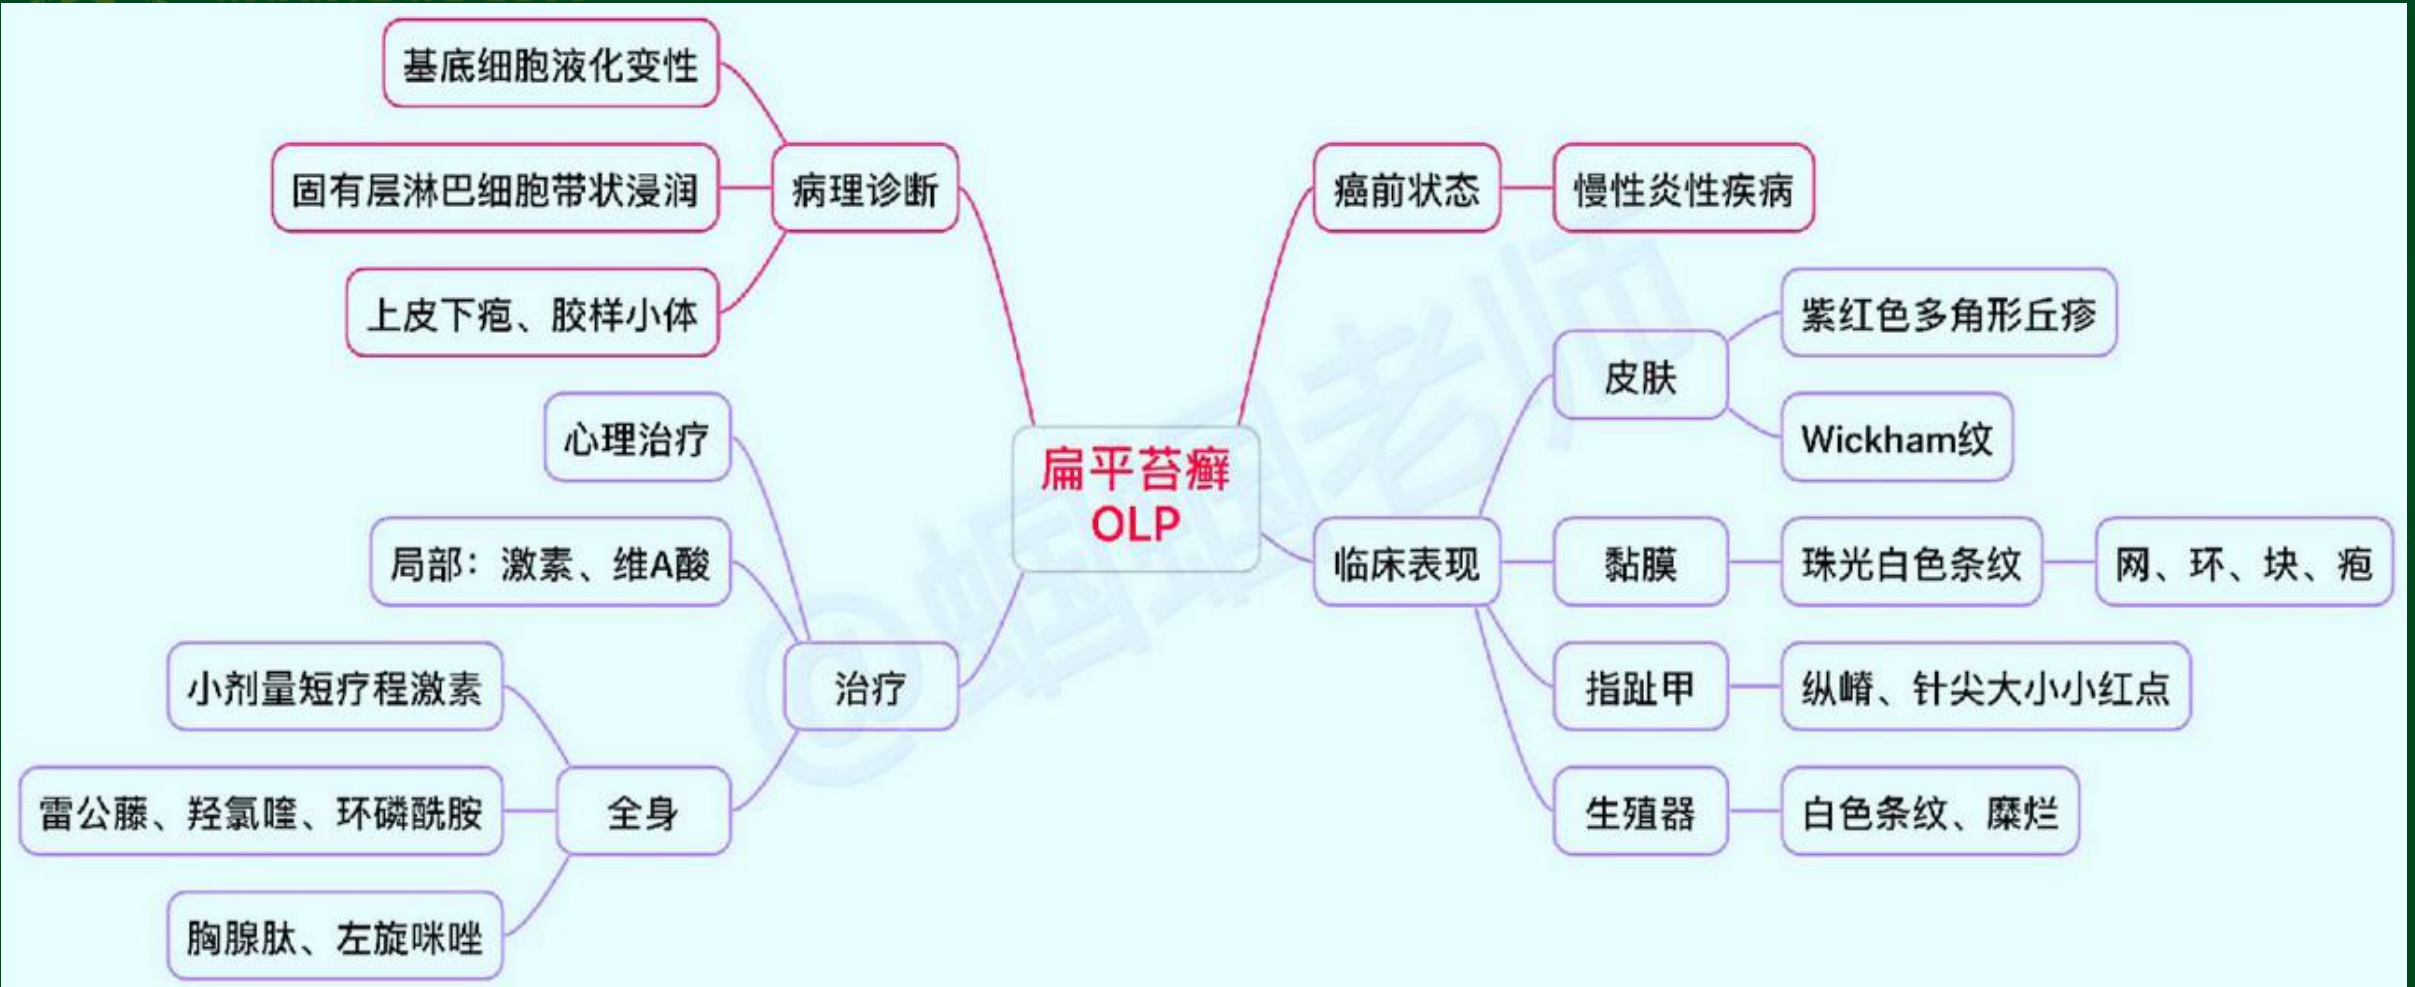 基底细胞液化变性
固有层淋巴细胞带状浸润
病理诊断
上皮下疱、胶样小体
心理治疗
局部：激素、维A酸
小剂量短疗程激素
治疗
雷公藤、羟氯喹、环磷酰胺
全身
胸腺肽、左旋咪唑
扁平苔癣
OLP
癌前状态
慢性炎性疾病
紫红色多角形丘疹
皮肤
Wickham纹
临床表现
黏膜
珠光白色条纹
网、环、块、疱
指趾甲
纵嵴、针尖大小小红点
生殖器
白色条纹、糜烂
@蝈蝈老师